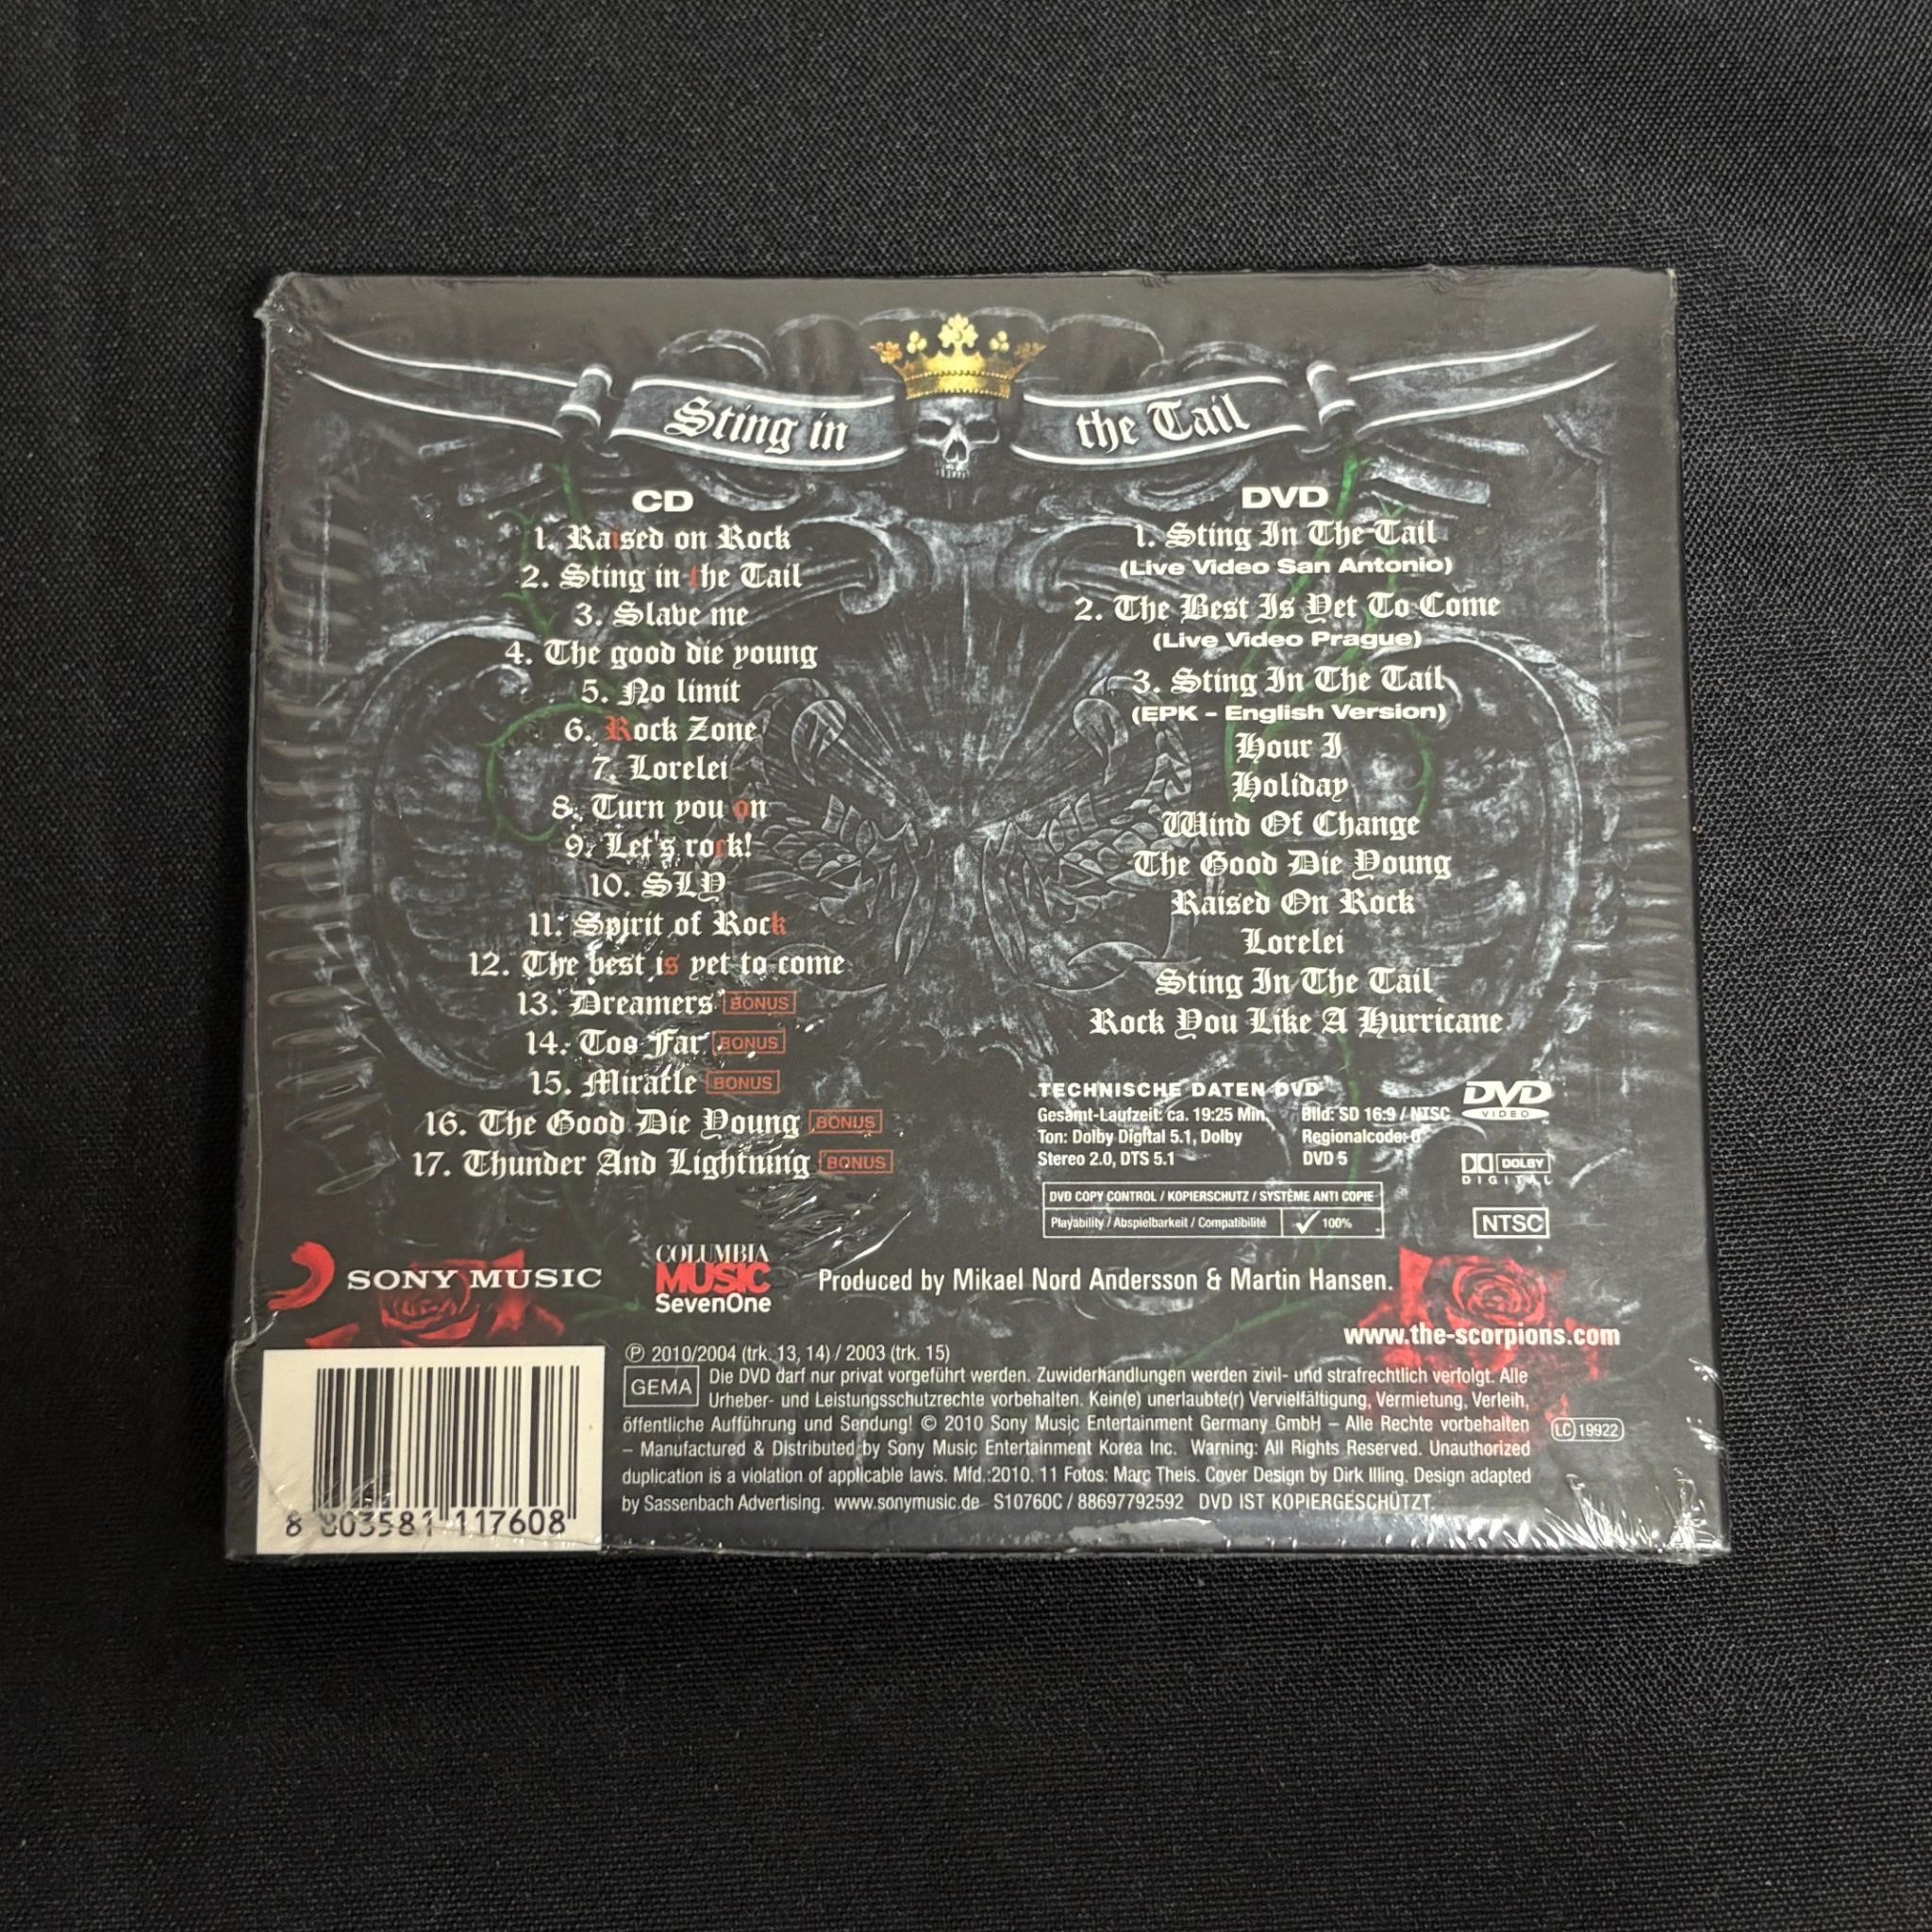 Sting in the Tail
CD
1. Raised on Rock
2. Sting in the Tail
3. Slave me
4. The good die young
5. No limit
6. Rock Zone
7. Lorelei
8. Turn you on
9. Let's rock!
10. SLY
11. Spirit of Rock
12. The best is yet to come
13. Dreamers BONUS
14. Too Far BONUS
15. Miracle BONUS
16. The Good Die Young BONUS
17. Thunder And Lightning BONUS
DVD
1. Sting In The Tail
(Live Video San Antonio)
2. The Best Is Yet To Come
(Live Video Prague)
3. Sting In The Tail
(EPK – English Version)
Hour I
Holiday
Wind Of Change
The Good Die Young
Raised On Rock
Lorelei
Sting In The Tail
Rock You Like A Hurricane
TECHNISCHE DATEN DVD
Gesamt-Laufzeit: ca. 19:25 Min. Bild: SD 16:9 / NTSC
Ton: Dolby Digital 5.1, Dolby Regionalcode: 0
Stereo 2.0, DTS 5.1 DVD 5
DVD VIDEO
DOLBY DIGITAL
NTSC
DVD COPY CONTROL / KOPIERSCHUTZ / SYSTÈME ANTI COPIE
Playability / Abspielbarkeit / Compatibilité 100%
SONY MUSIC
COLUMBIA
MUSIC
SevenOne
Produced by Mikael Nord Andersson & Martin Hansen.
www.the-scorpions.com
℗ 2010/2004 (trk. 13, 14) / 2003 (trk. 15)
GEMA
Die DVD darf nur privat vorgeführt werden. Zuwiderhandlungen werden zivil- und strafrechtlich verfolgt. Alle
Urheber- und Leistungsschutzrechte vorbehalten. Kein(e) unerlaubte(r) Vervielfältigung, Vermietung, Verleih,
öffentliche Aufführung und Sendung! © 2010 Sony Music Entertainment Germany GmbH – Alle Rechte vorbehalten
– Manufactured & Distributed by Sony Music Entertainment Korea Inc. Warning: All Rights Reserved. Unauthorized
duplication is a violation of applicable laws. Mfd.:2010. 11 Fotos: Marc Theis. Cover Design by Dirk Illing. Design adapted
by Sassenbach Advertising. www.sonymusic.de S10760C / 88697792592 DVD IST KOPIERGESCHÜTZT.
LC 19922
8 803581 117608